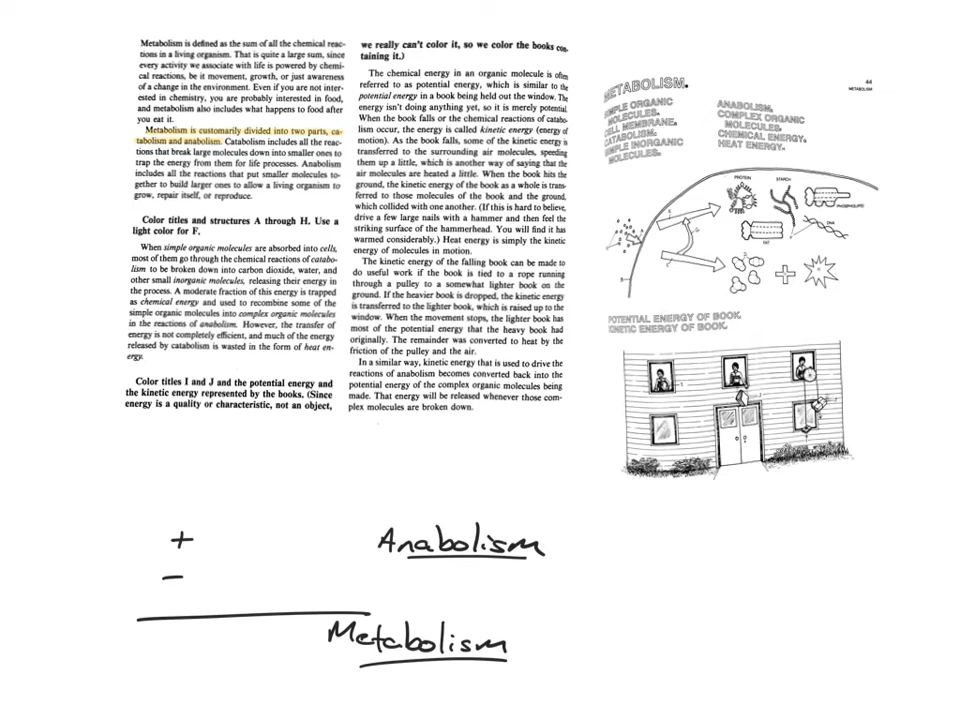 Metabolism is defined as the sum of all the chemical reac-
tions in a living organism. That is quite a large sum, since
every activity we associate with life is powered by chemi-
cal reactions, be it movement, growth, or just awareness
of a change in the environment. Even if you are not inter-
ested in chemistry, you are probably interested in food,
and metabolism also includes what happens to food after
you eat it.
Metabolism is customarily divided into two parts, ca-
tabolism and anabolism. Catabolism includes all the reac-
tions that break large molecules down into smaller ones to
trap the energy from them for life processes. Anabolism
includes all the reactions that put smaller molecules to-
gether to build larger ones to allow a living organism to
grow, repair itself, or reproduce.
Color titles and structures A through H. Use a
light color for F.
When simple organic molecules are absorbed into cells,
most of them go through the chemical reactions of catabo-
lism to be broken down into carbon dioxide, water, and
other small inorganic molecules, releasing their energy in
the process. A moderate fraction of this energy is trapped
as chemical energy and used to recombine some of the
simple organic molecules into complex organic molecules
in the reactions of anabolism. However, the transfer of
energy is not completely efficient, and much of the energy
released by catabolism is wasted in the form of heat en-
ergy.
Color titles I and J and the potential energy and
the kinetic energy represented by the books. (Since
energy is a quality or characteristic, not an object,
we really can't color it, so we color the books con-
taining it.)
The chemical energy in an organic molecule is often
referred to as potential energy, which is similar to the
potential energy in a book being held out the window. The
energy isn't doing anything yet, so it is merely potential.
When the book falls or the chemical reactions of catabo-
lism occur, the energy is called kinetic energy (energy of
motion). As the book falls, some of the kinetic energy is
transferred to the surrounding air molecules, speeding
them up a little, which is another way of saying that the
air molecules are heated a little. When the book hits the
ground, the kinetic energy of the book as a whole is trans-
ferred to those molecules of the book and the ground,
which collided with one another. (If this is hard to believe,
drive a few large nails with a hammer and then feel the
striking surface of the hammerhead. You will find it has
warmed considerably.) Heat energy is simply the kinetic
energy of molecules in motion.
The kinetic energy of the falling book can be made to
do useful work if the book is tied to a rope running
through a pulley to a somewhat lighter book on the
ground. If the heavier book is dropped, the kinetic energy
is transferred to the lighter book, which is raised up to the
window. When the movement stops, the lighter book has
most of the potential energy that the heavy book had
originally. The remainder was converted to heat by the
friction of the pulley and the air.
In a similar way, kinetic energy that is used to drive the
reactions of anabolism becomes converted back into the
potential energy of the complex organic molecules being
made. That energy will be released whenever those com-
plex molecules are broken down.
44
METABOLISM
METABOLISM.
SIMPLE ORGANIC
MOLECULES.
CELL MEMBRANE.
CATABOLISM.
SIMPLE INORGANIC
MOLECULES.
ANABOLISM.
COMPLEX ORGANIC
MOLECULES.
CHEMICAL ENERGY.
HEAT ENERGY.
PROTEIN
STARCH
PHOSPHOLIPID
DNA
FAT
POTENTIAL ENERGY OF BOOK.
KINETIC ENERGY OF BOOK.
+ Anabolism
−
Metabolism